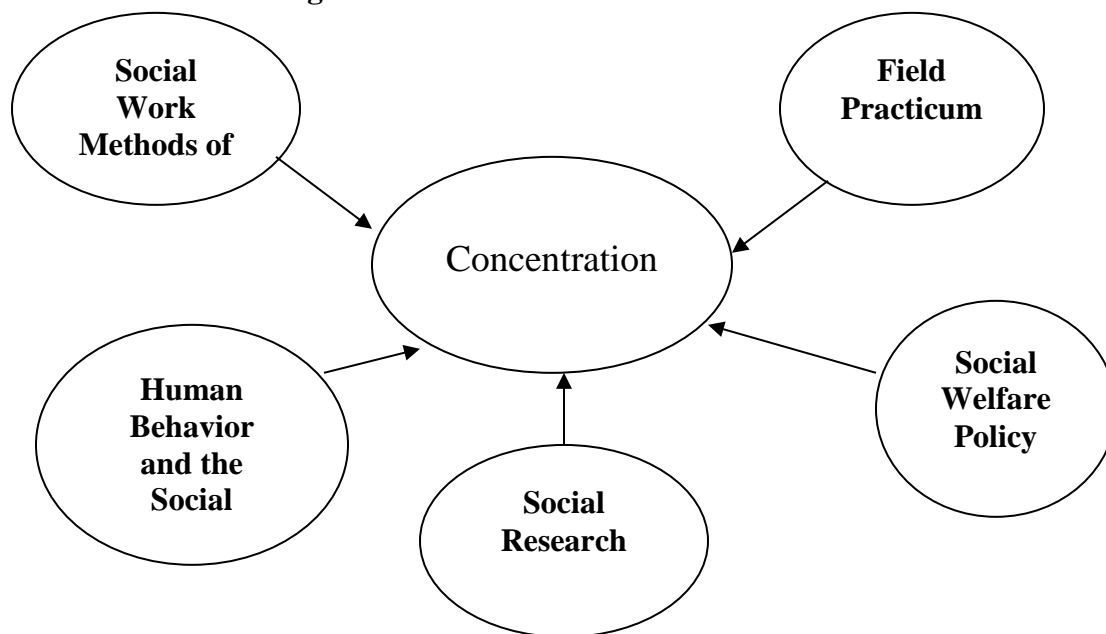 Social
Work
Methods of
Field
Practicum
Concentration
Human
Behavior
and the
Social
Social
Research
Social
Welfare
Policy